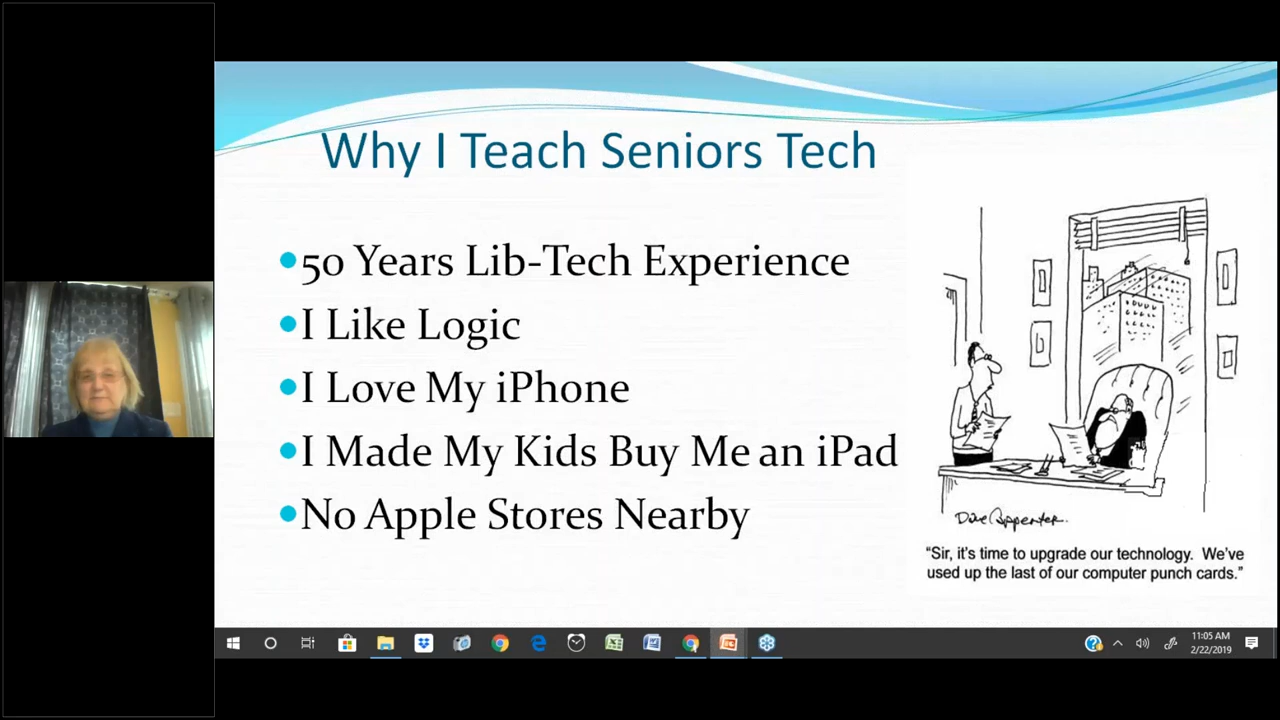 Why I Teach Seniors Tech
•50 Years Lib-Tech Experience
•I Like Logic
•I Love My iPhone
•I Made My Kids Buy Me an iPad
•No Apple Stores Nearby
Dave Carpenter.
“Sir, it’s time to upgrade our technology. We’ve
used up the last of our computer punch cards.”
11:05 AM
2/22/2019